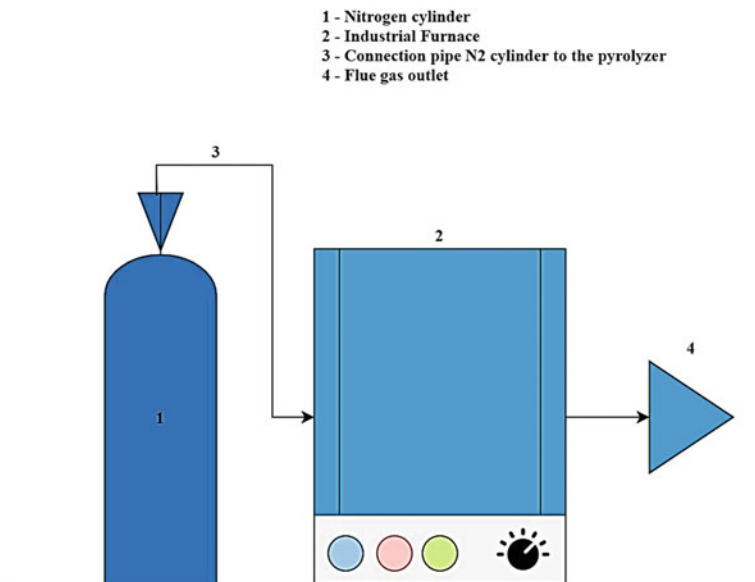 1 - Nitrogen cylinder
2 - Industrial Furnace
3 - Connection pipe N2 cylinder to the pyrolyzer
4 - Flue gas outlet
3
2
4
1